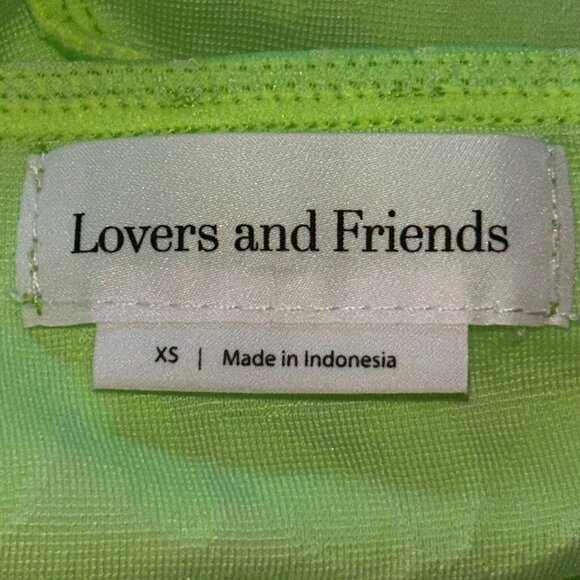 Lovers and Friends
XS | Made in Indonesia